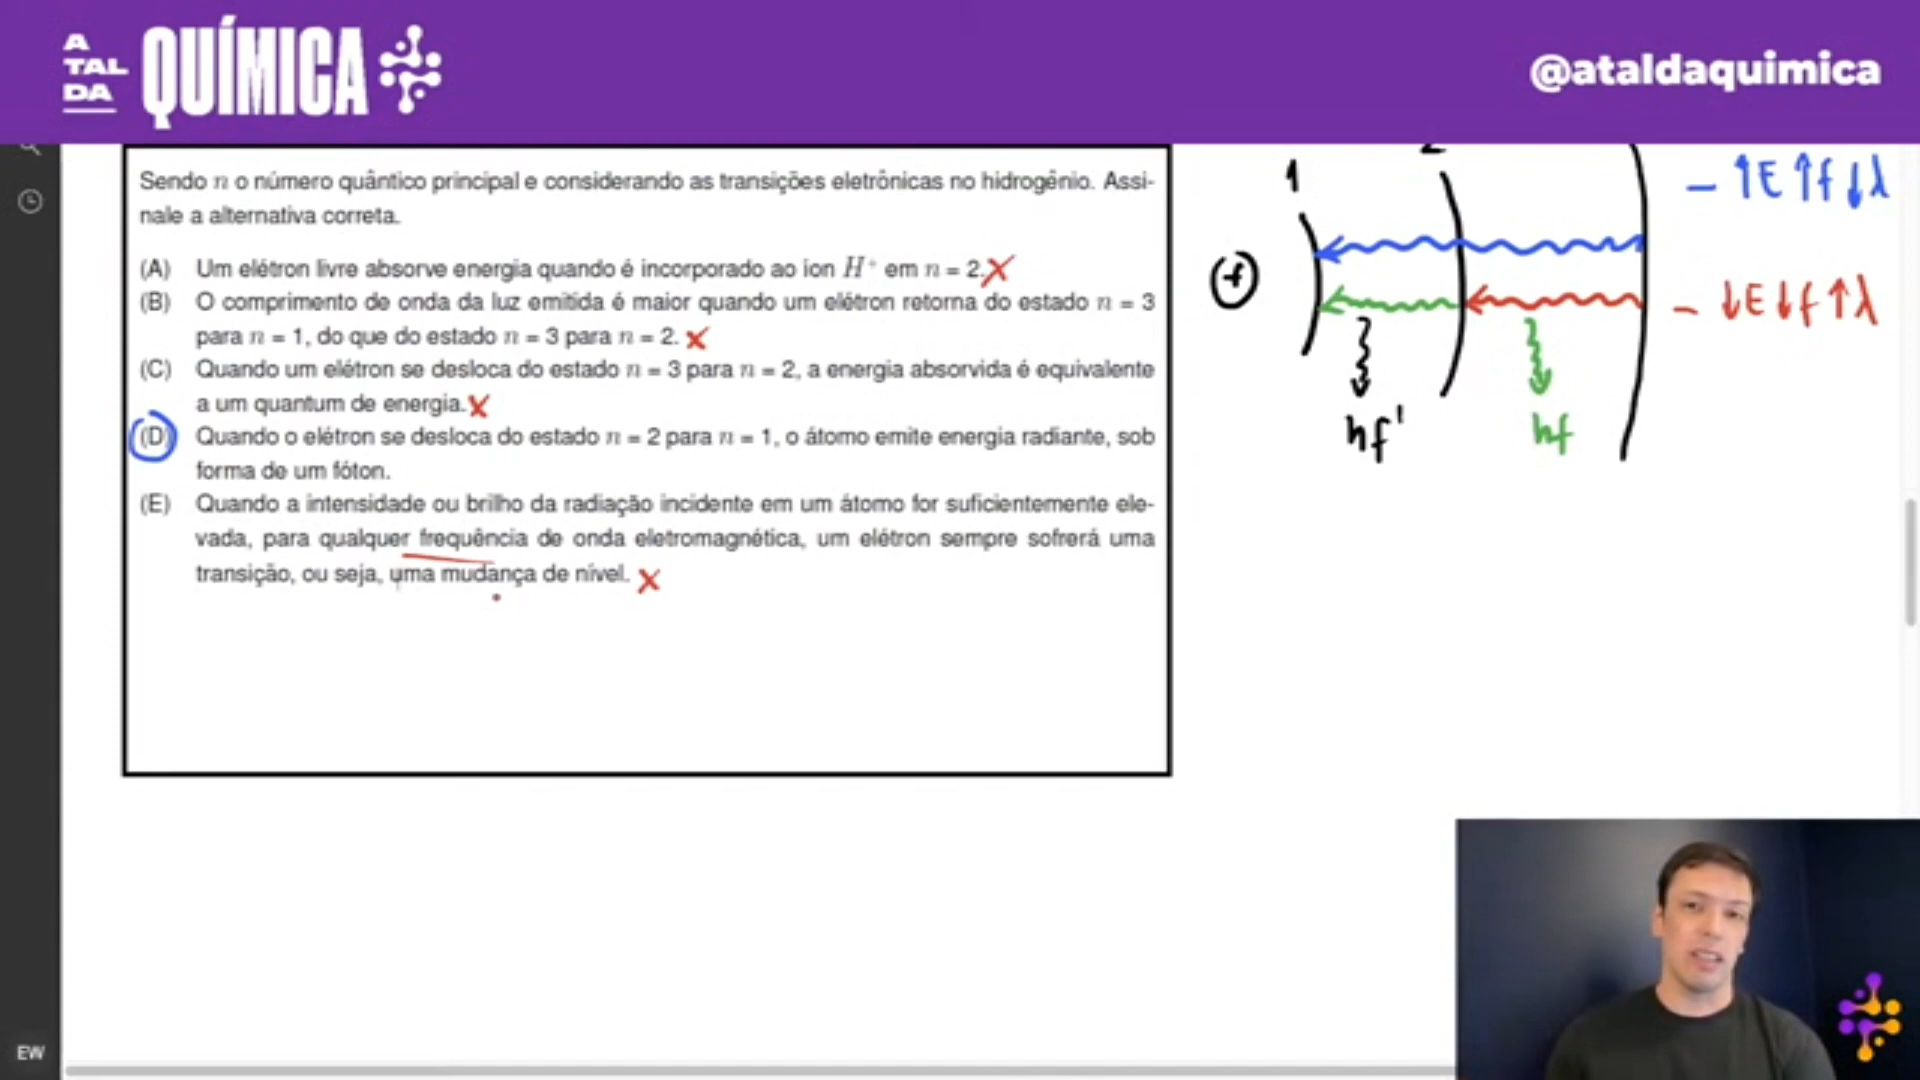 A
TAL
DA
QUÍMICA
@ataldaquimica
Sendo n o número quântico principal e considerando as transições eletrônicas no hidrogênio. Assi-
nale a alternativa correta.
(A) Um elétron livre absorve energia quando é incorporado ao íon H⁺ em n = 2.
(B) O comprimento de onda da luz emitida é maior quando um elétron retorna do estado n = 3
para n = 1, do que do estado n = 3 para n = 2.
(C) Quando um elétron se desloca do estado n = 3 para n = 2, a energia absorvida é equivalente
a um quantum de energia.
(D) Quando o elétron se desloca do estado n = 2 para n = 1, o átomo emite energia radiante, sob
forma de um fóton.
(E) Quando a intensidade ou brilho da radiação incidente em um átomo for suficientemente ele-
vada, para qualquer frequência de onda eletromagnética, um elétron sempre sofrerá uma
transição, ou seja, uma mudança de nível.
1
– ↑E ↑f ↓λ
+
– ↓E ↓f ↑λ
hf'
hf
EW